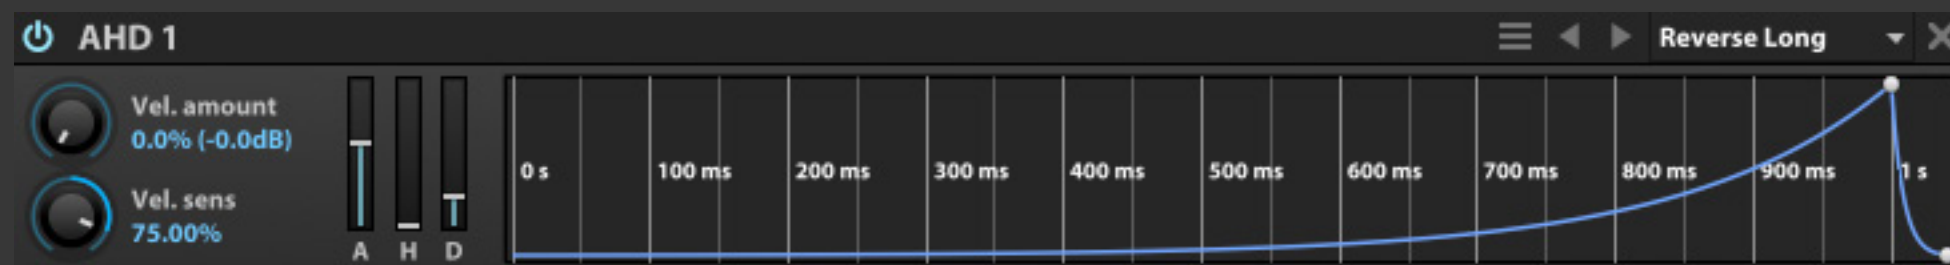 AHD 1
Reverse Long
Vel. amount
0.0% (-0.0dB)
Vel. sens
75.00%
A H D
0 s 100 ms 200 ms 300 ms 400 ms 500 ms 600 ms 700 ms 800 ms 900 ms 1 s